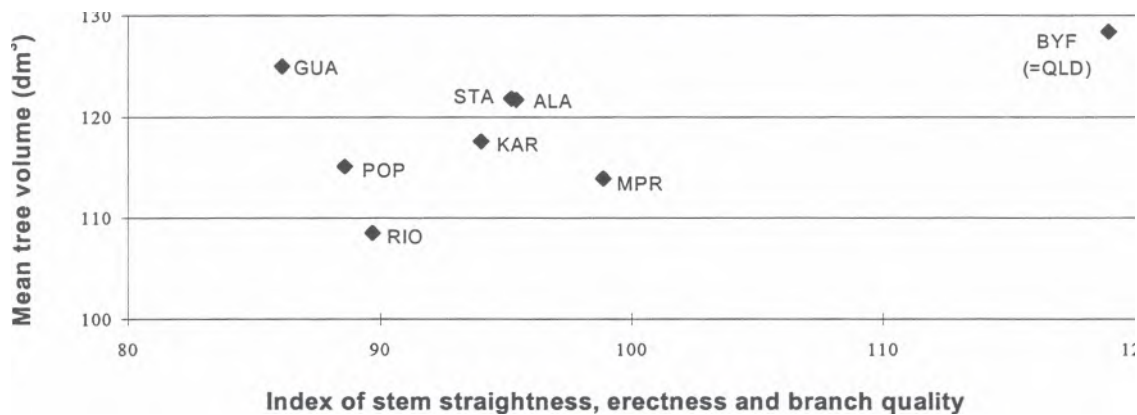 130
BYF
(=QLD)
GUA
STA ALA
120
KAR
POP
MPR
110
RIO
100
80 90 100 110 12
Mean tree volume (dm³)
Index of stem straightness, erectness and branch quality